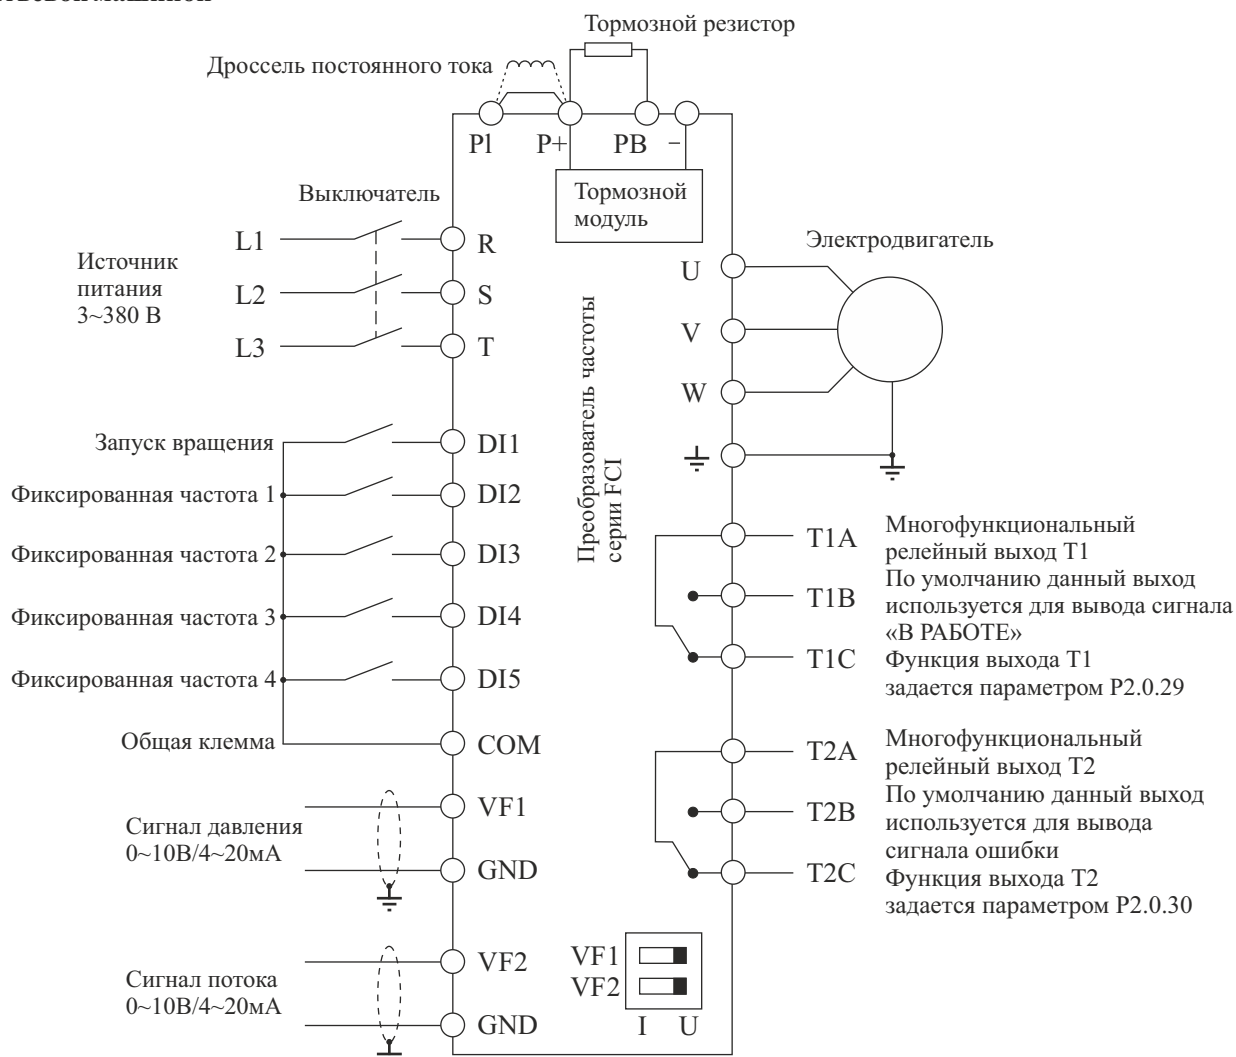 Тормозной резистор
Дроссель постоянного тока
P1
P+
PB
−
Тормозной
модуль
Выключатель
Источник
питания
3~380 В
L1
L2
L3
R
S
T
Электродвигатель
U
V
W
Преобразователь частоты
серии FCI
Запуск вращения
DI1
Фиксированная частота 1
DI2
Фиксированная частота 2
DI3
Фиксированная частота 3
DI4
Фиксированная частота 4
DI5
Общая клемма
COM
Сигнал давления
0~10В/4~20мА
VF1
GND
Сигнал потока
0~10В/4~20мА
VF2
GND
T1A
T1B
T1C
Многофункциональный
релейный выход T1
По умолчанию данный выход
используется для вывода сигнала
«В РАБОТЕ»
Функция выхода T1
задается параметром P2.0.29
T2A
T2B
T2C
Многофункциональный
релейный выход T2
По умолчанию данный выход
используется для вывода
сигнала ошибки
Функция выхода T2
задается параметром P2.0.30
VF1
VF2
I U